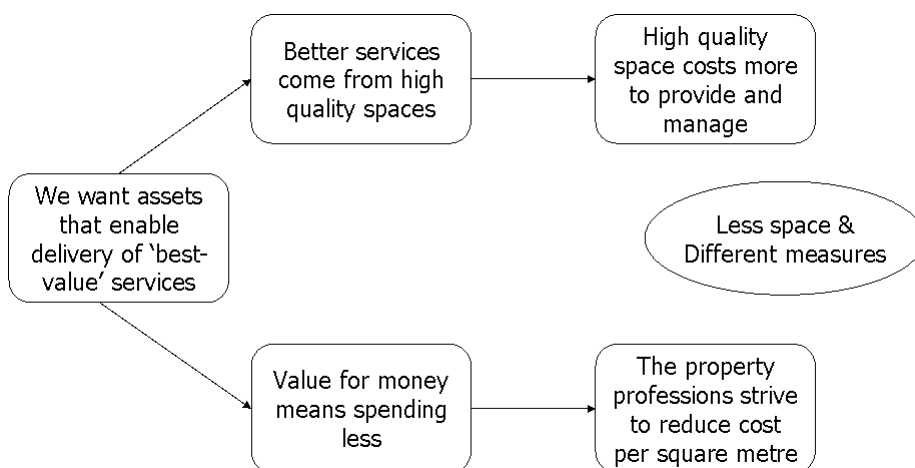 Better services
come from high
quality spaces
High quality
space costs more
to provide and
manage
We want assets
that enable
delivery of ‘best-
value’ services
Less space &
Different measures
Value for money
means spending
less
The property
professions strive
to reduce cost
per square metre